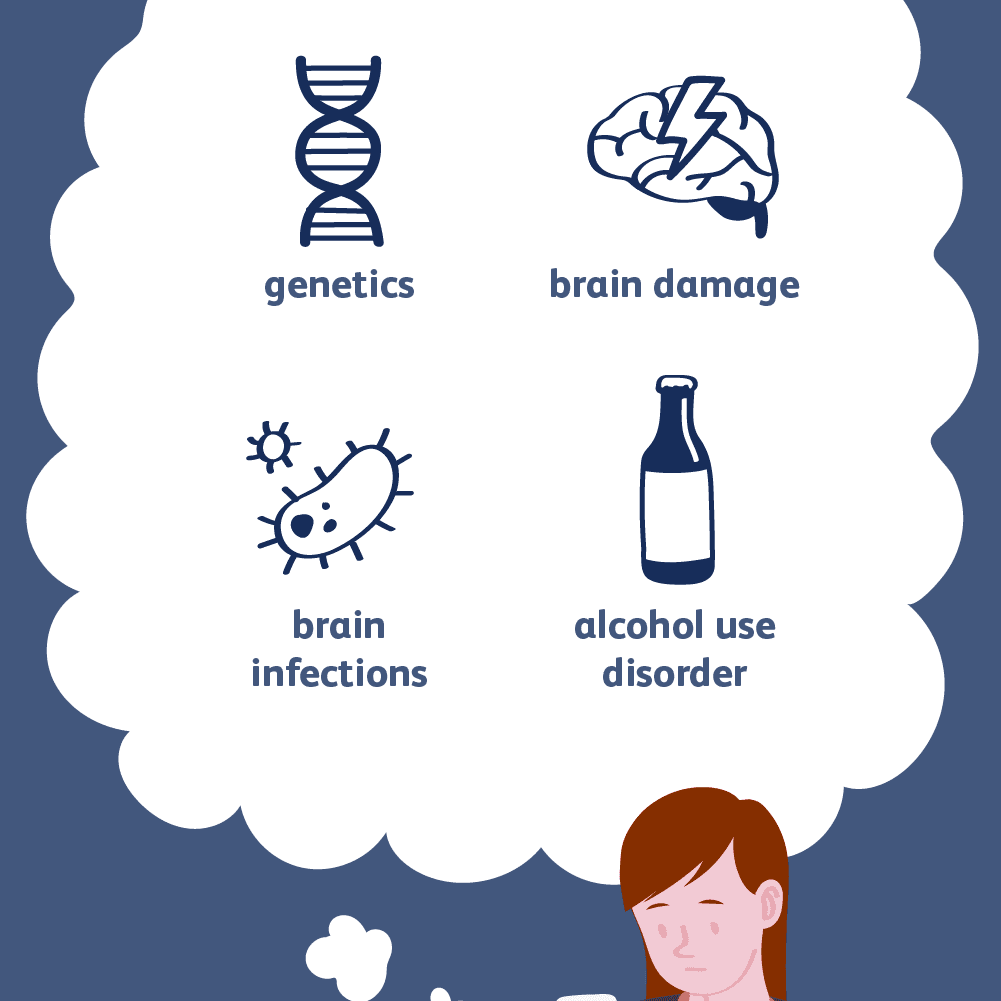 genetics
brain damage
brain
infections
alcohol use
disorder